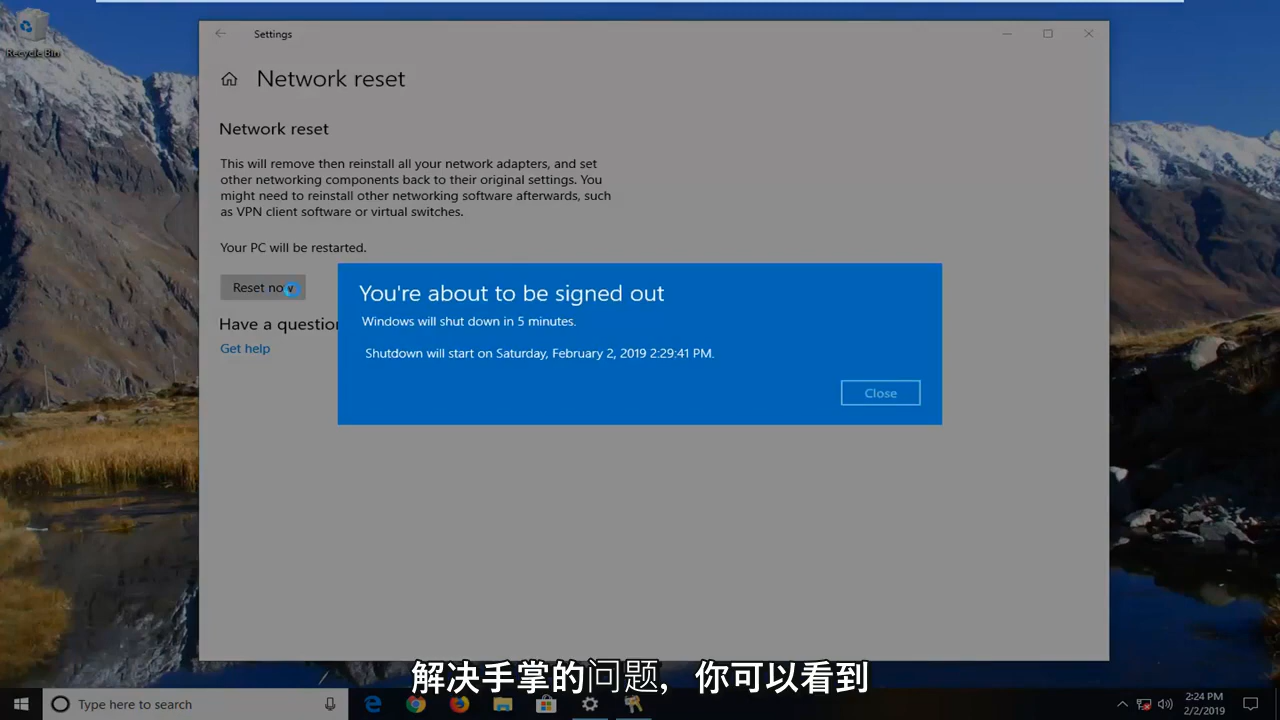 Recycle Bin
Settings
Network reset
Network reset
This will remove then reinstall all your network adapters, and set
other networking components back to their original settings. You
might need to reinstall other networking software afterwards, such
as VPN client software or virtual switches.
Your PC will be restarted.
Reset now
Have a question
Get help
You're about to be signed out
Windows will shut down in 5 minutes.
Shutdown will start on Saturday, February 2, 2019 2:29:41 PM.
Close
解决手掌的问题，你可以看到
Type here to search
2:24 PM
2/2/2019